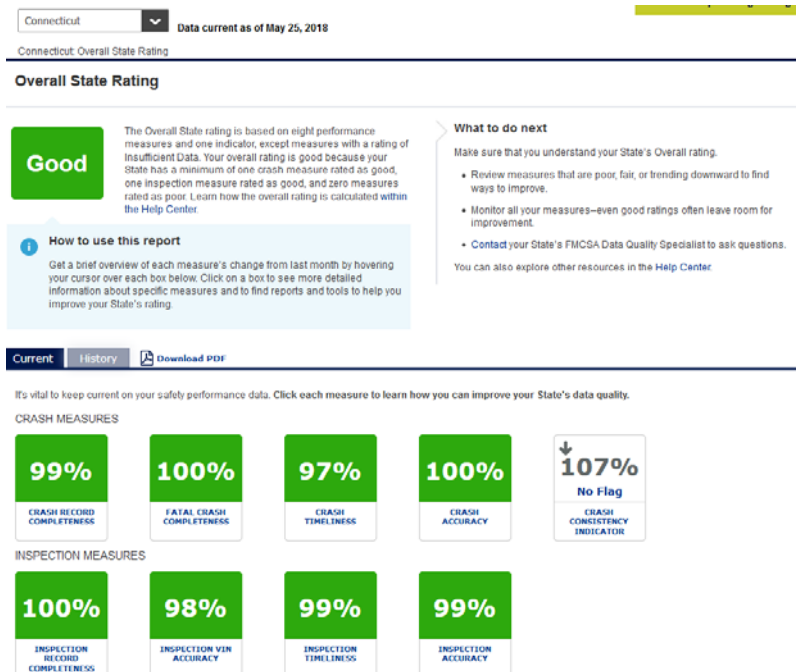 Connecticut
Data current as of May 25, 2018
Connecticut: Overall State Rating
Overall State Rating
Good
The Overall State rating is based on eight performance
measures and one indicator, except measures with a rating of
Insufficient Data. Your overall rating is good because your
State has a minimum of one crash measure rated as good,
one inspection measure rated as good, and zero measures
rated as poor. Learn how the overall rating is calculated within
the Help Center.
How to use this report
Get a brief overview of each measure's change from last month by hovering
your cursor over each box below. Click on a box to see more detailed
information about specific measures and to find reports and tools to help you
improve your State's rating.
What to do next
Make sure that you understand your State's Overall rating.
• Review measures that are poor, fair, or trending downward to find
ways to improve.
• Monitor all your measures–even good ratings often leave room for
improvement.
• Contact your State's FMCSA Data Quality Specialist to ask questions.
You can also explore other resources in the Help Center.
Current History Download PDF
It's vital to keep current on your safety performance data. Click each measure to learn how you can improve your State's data quality.
CRASH MEASURES
99% 100% 97% 100% 107%
No Flag
CRASH RECORD
COMPLETENESS
FATAL CRASH
COMPLETENESS
CRASH
TIMELINESS
CRASH
ACCURACY
CRASH
CONSISTENCY
INDICATOR
INSPECTION MEASURES
100% 98% 99% 99%
INSPECTION
RECORD
COMPLETENESS
INSPECTION VIN
ACCURACY
INSPECTION
TIMELINESS
INSPECTION
ACCURACY